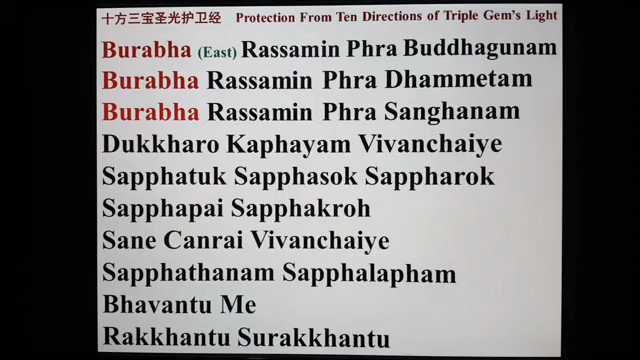 十方三宝圣光护卫经 Protection From Ten Directions of Triple Gem's Light
Burabha (East) Rassamin Phra Buddhagunam
Burabha Rassamin Phra Dhammetam
Burabha Rassamin Phra Sanghanam
Dukkharo Kaphayam Vivanchaiye
Sapphatuk Sapphasok Sappharok
Sapphapai Sapphakroh
Sane Canrai Vivanchaiye
Sapphathanam Sapphalapham
Bhavantu Me
Rakkhantu Surakkhantu